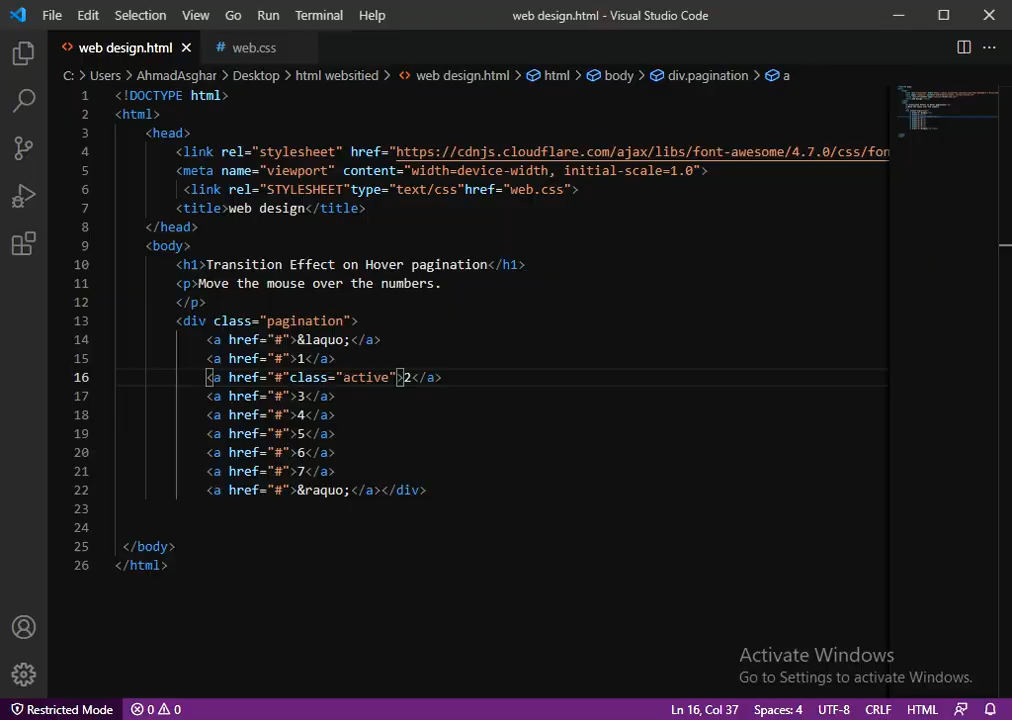 File Edit Selection View Go Run Terminal Help web design.html - Visual Studio Code
web design.html # web.css
C: > Users > AhmadAsghar > Desktop > html websitied > web design.html > html > body > div.pagination > a
1 <!DOCTYPE html>
2 <html>
3 <head>
4 <link rel="stylesheet" href="https://cdnjs.cloudflare.com/ajax/libs/font-awesome/4.7.0/css/fon
5 <meta name="viewport" content="width=device-width, initial-scale=1.0">
6 <link rel="STYLESHEET"type="text/css"href="web.css">
7 <title>web design</title>
8 </head>
9 <body>
10 <h1>Transition Effect on Hover pagination</h1>
11 <p>Move the mouse over the numbers.
12 </p>
13 <div class="pagination">
14 <a href="#">&laquo;</a>
15 <a href="#">1</a>
16 <a href="#"class="active">2</a>
17 <a href="#">3</a>
18 <a href="#">4</a>
19 <a href="#">5</a>
20 <a href="#">6</a>
21 <a href="#">7</a>
22 <a href="#">&raquo;</a></div>
23
24
25 </body>
26 </html>
Activate Windows
Go to Settings to activate Windows.
Restricted Mode 0 0 Ln 16, Col 37 Spaces: 4 UTF-8 CRLF HTML